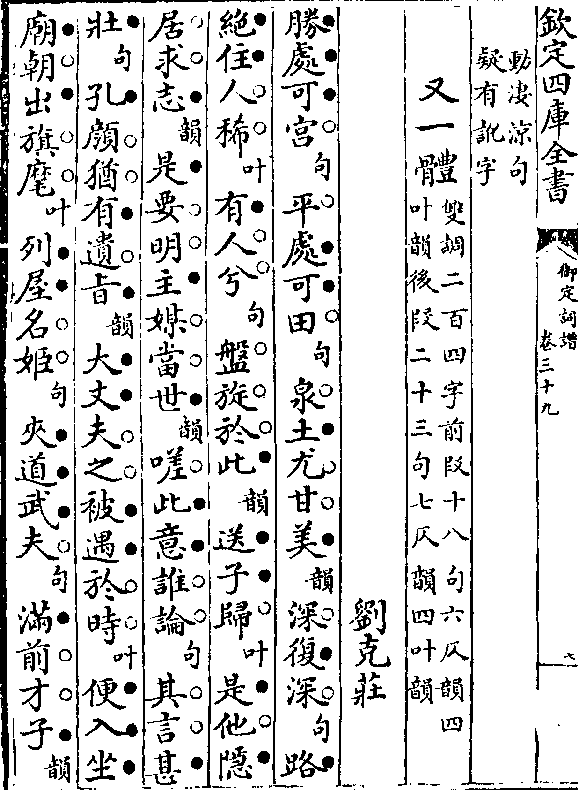 欽定四庫全書
御定詞譜
卷三十九
七
動淒涼句
疑有訛字
又一體雙調二百四字前段十八句六仄韻四
叶韻後段二十三句七仄韻四叶韻
劉克莊
勝處可宮句平處可田句泉土尤甘美韻深復深句路
絕住人稀叶有人兮句盤旋於此韻送子歸叶是他隱
居求志韻是要明主媒當世韻嗟此意誰論句其言甚
壯句孔顔猶有遺旨韻大丈夫之被遇於時叶便入坐
廟朝出旗麾叶列屋名姬句夾道武夫句滿前才子韻